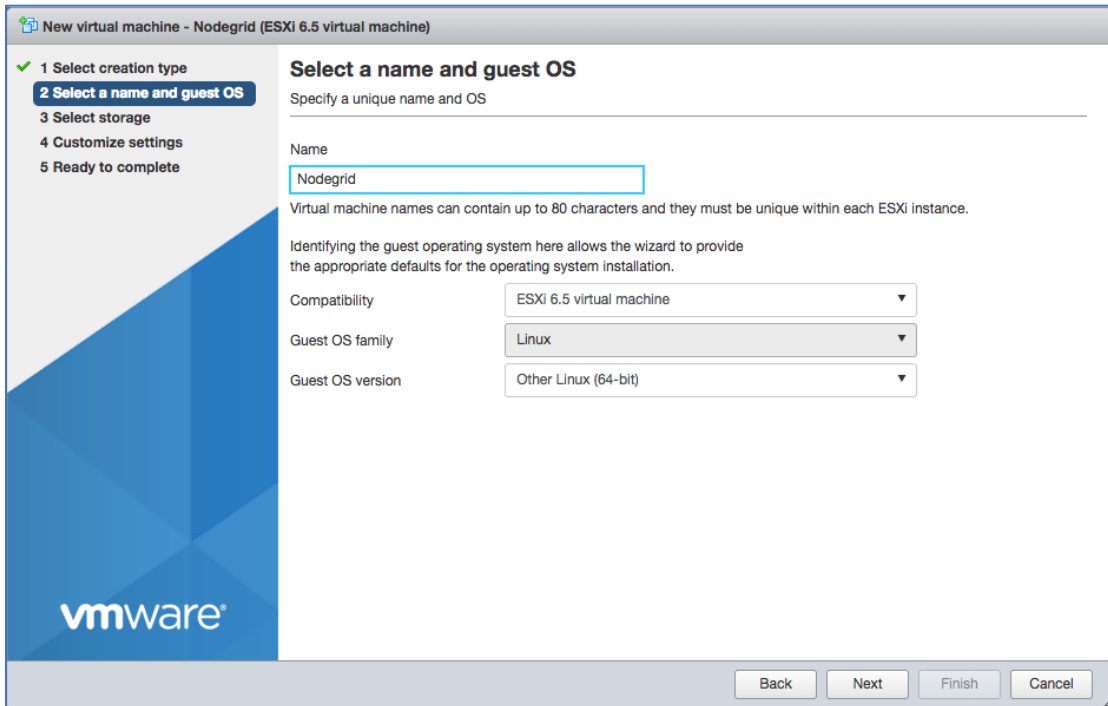 New virtual machine - Nodegrid (ESXi 6.5 virtual machine)
1 Select creation type
2 Select a name and guest OS
3 Select storage
4 Customize settings
5 Ready to complete
Select a name and guest OS
Specify a unique name and OS
Name
Nodegrid
Virtual machine names can contain up to 80 characters and they must be unique within each ESXi instance.
Identifying the guest operating system here allows the wizard to provide
the appropriate defaults for the operating system installation.
Compatibility ESXi 6.5 virtual machine
Guest OS family Linux
Guest OS version Other Linux (64-bit)
vmware®
Back Next Finish Cancel